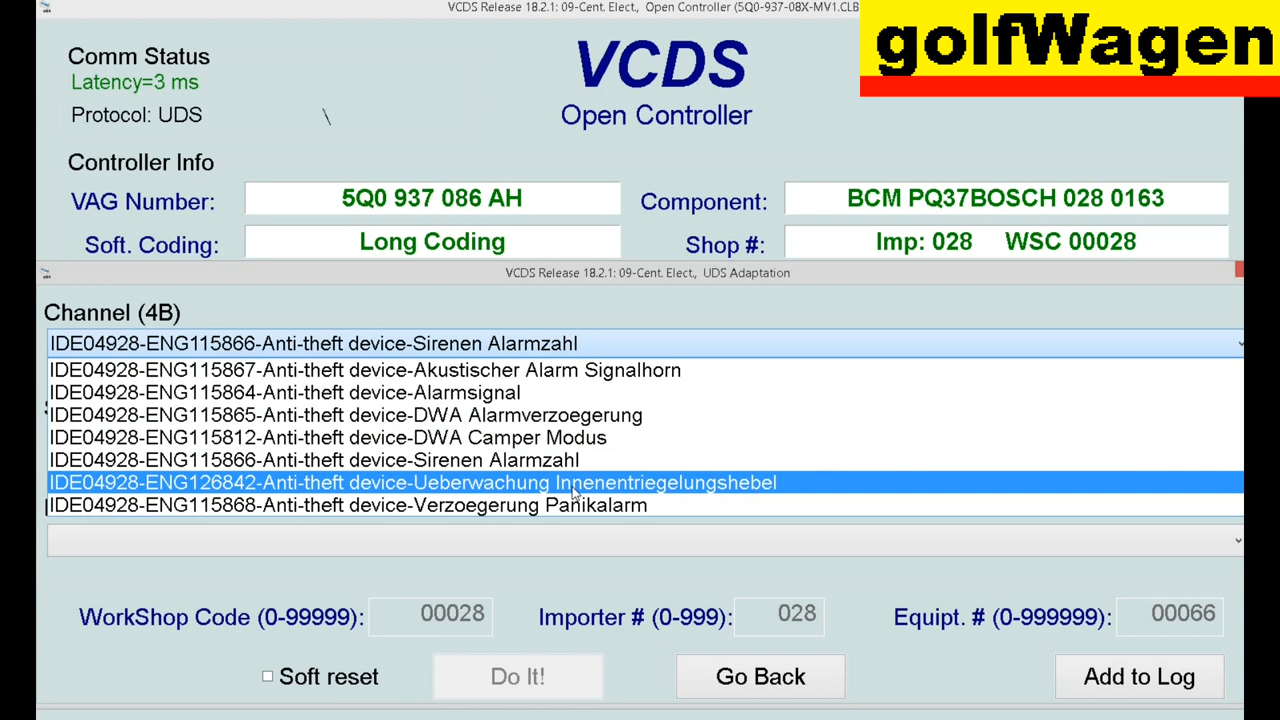 VCDS Release 18.2.1: 09-Cent. Elect., Open Controller (5Q0-937-08X-MV1.CLB
golfWagen
Comm Status
Latency=3 ms
Protocol: UDS
VCDS
Open Controller
Controller Info
VAG Number: 5Q0 937 086 AH Component: BCM PQ37BOSCH 028 0163
Soft. Coding: Long Coding Shop #: Imp: 028 WSC 00028
VCDS Release 18.2.1: 09-Cent. Elect., UDS Adaptation
Channel (4B)
IDE04928-ENG115866-Anti-theft device-Sirenen Alarmzahl
IDE04928-ENG115867-Anti-theft device-Akustischer Alarm Signalhorn
IDE04928-ENG115864-Anti-theft device-Alarmsignal
IDE04928-ENG115865-Anti-theft device-DWA Alarmverzoegerung
IDE04928-ENG115812-Anti-theft device-DWA Camper Modus
IDE04928-ENG115866-Anti-theft device-Sirenen Alarmzahl
IDE04928-ENG126842-Anti-theft device-Ueberwachung Innenentriegelungshebel
IDE04928-ENG115868-Anti-theft device-Verzoegerung Panikalarm
WorkShop Code (0-99999): 00028 Importer # (0-999): 028 Equipt. # (0-999999): 00066
Soft reset Do It! Go Back Add to Log